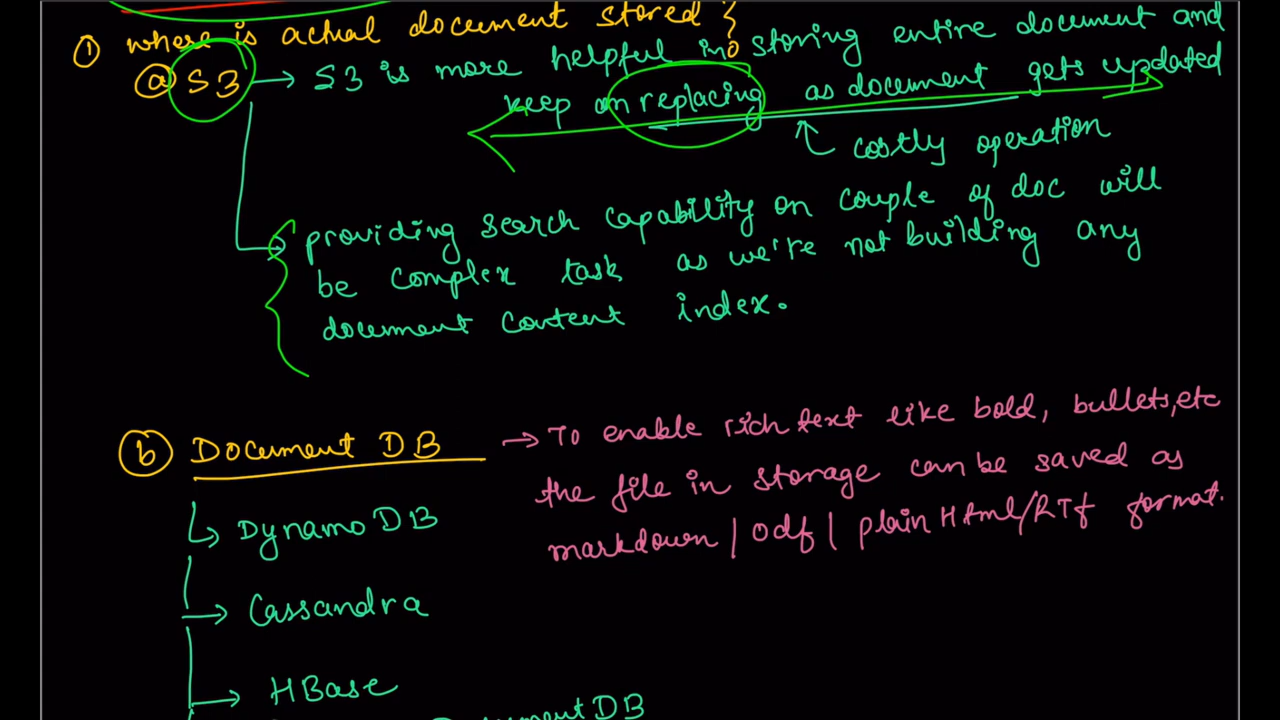 ① where is actual document stored?
ⓐ S3 → S3 is more helpful in storing entire document and
keep on replacing as document gets updated
costly operation
→ providing search capability on couple of doc will
be complex task as we're not building any
document content index.
ⓑ Document DB → To enable rich text like bold, bullets, etc
the file in storage can be saved as
markdown | odf | plain Html/RTf format.
↳ Dynamo DB
→ Cassandra
→ HBase
DocumentDB